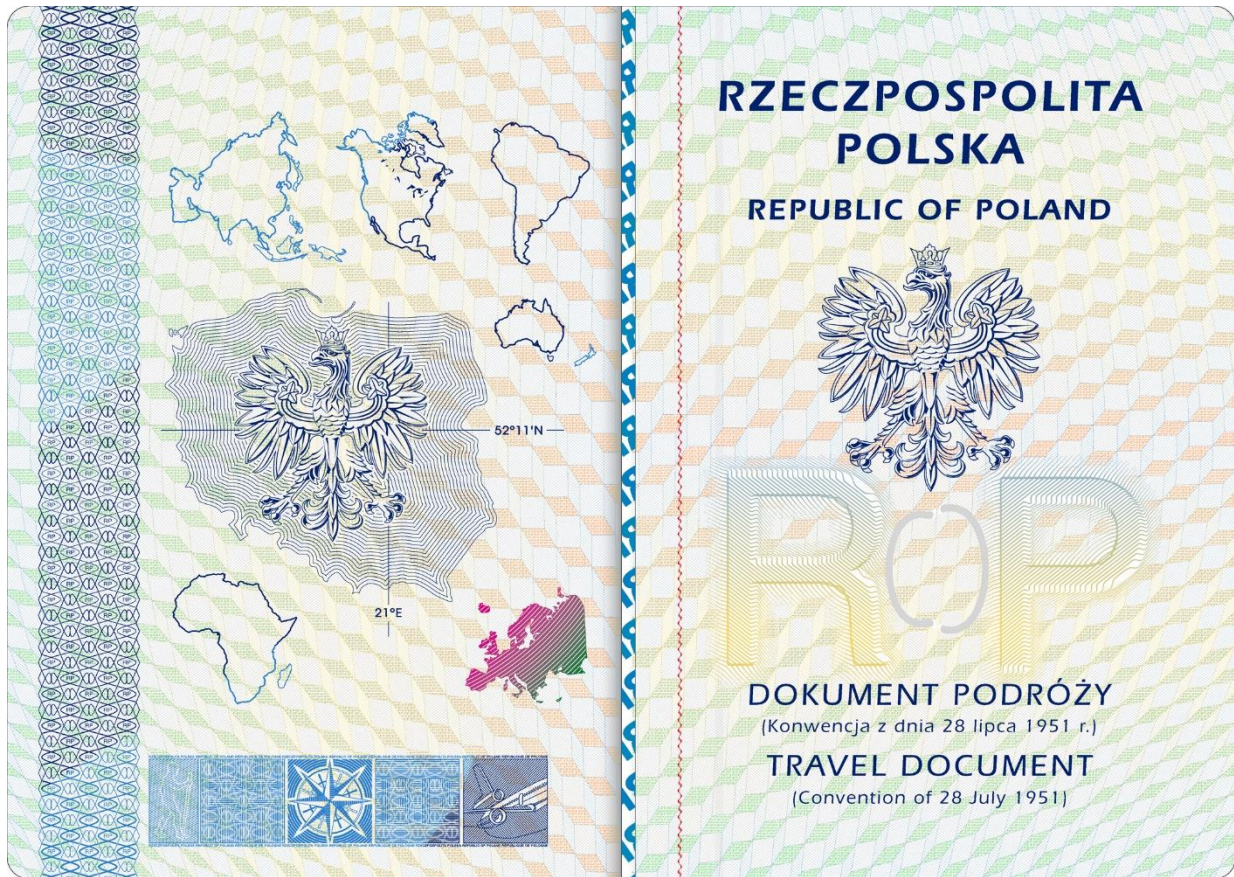 52°11'N
21°E
RZECZPOSPOLITA
POLSKA
REPUBLIC OF POLAND
RP
DOKUMENT PODRÓŻY
(Konwencja z dnia 28 lipca 1951 r.)
TRAVEL DOCUMENT
(Convention of 28 July 1951)